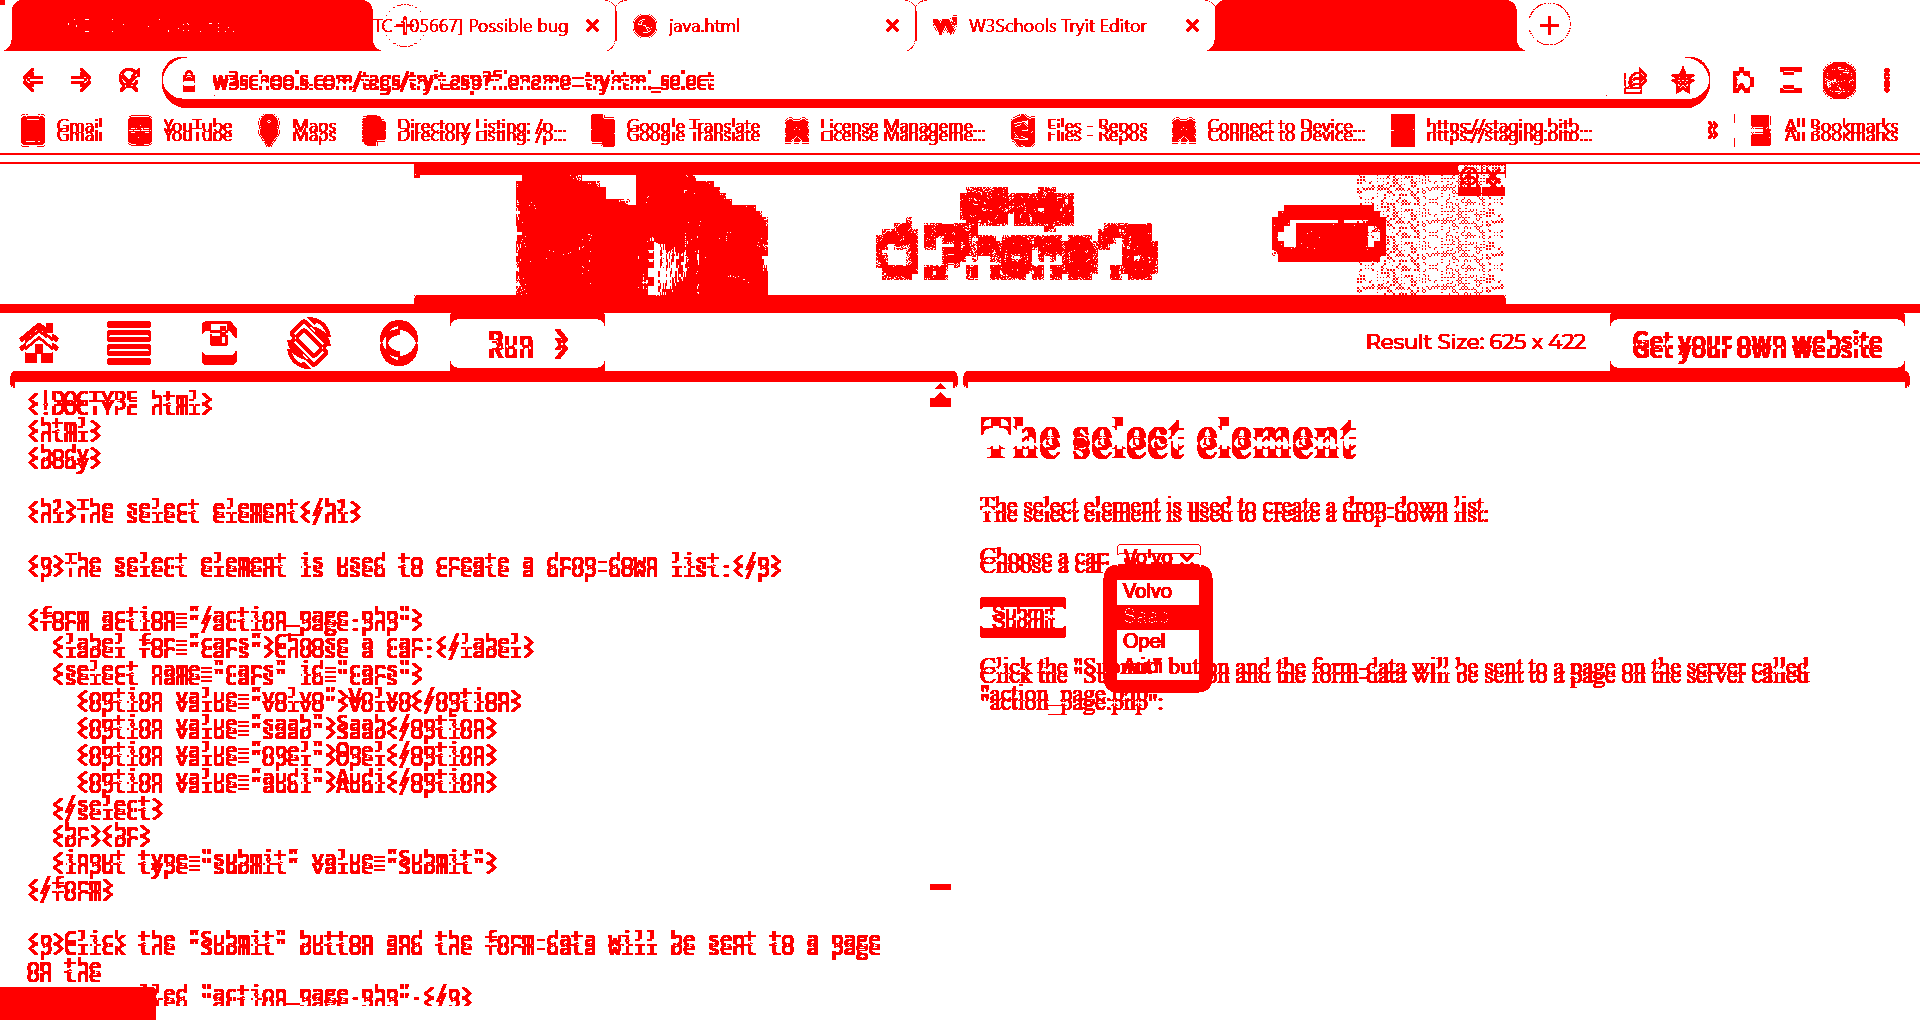 TC-105667] Possible bug
java.html
W3Schools Tryit Editor
w3schools.com/tags/tryit.asp?filename=tryhtml_select
Gmail
YouTube
Maps
Directory Listing: /p...
Google Translate
License Manageme...
Files - Repos
Connect to Device...
https://staging.bitb...
All Bookmarks
Run
Result Size: 625 x 422
Get your own website
<!DOCTYPE html>
<html>
<body>
<h1>The select element</h1>
<p>The select element is used to create a drop-down list.</p>
<form action="/action_page.php">
<label for="cars">Choose a car:</label>
<select name="cars" id="cars">
<option value="volvo">Volvo</option>
<option value="saab">Saab</option>
<option value="opel">Opel</option>
<option value="audi">Audi</option>
</select>
<br><br>
<input type="submit" value="Submit">
</form>
<p>Click the "Submit" button and the form-data will be sent to a page
on the
led "action_page.php".</p>
The select element
The select element is used to create a drop-down list.
Choose a car: Volvo
Volvo
Saab
Opel
Audi
Submit
Click the "Submit" button and the form-data will be sent to a page on the server called
"action_page.php".